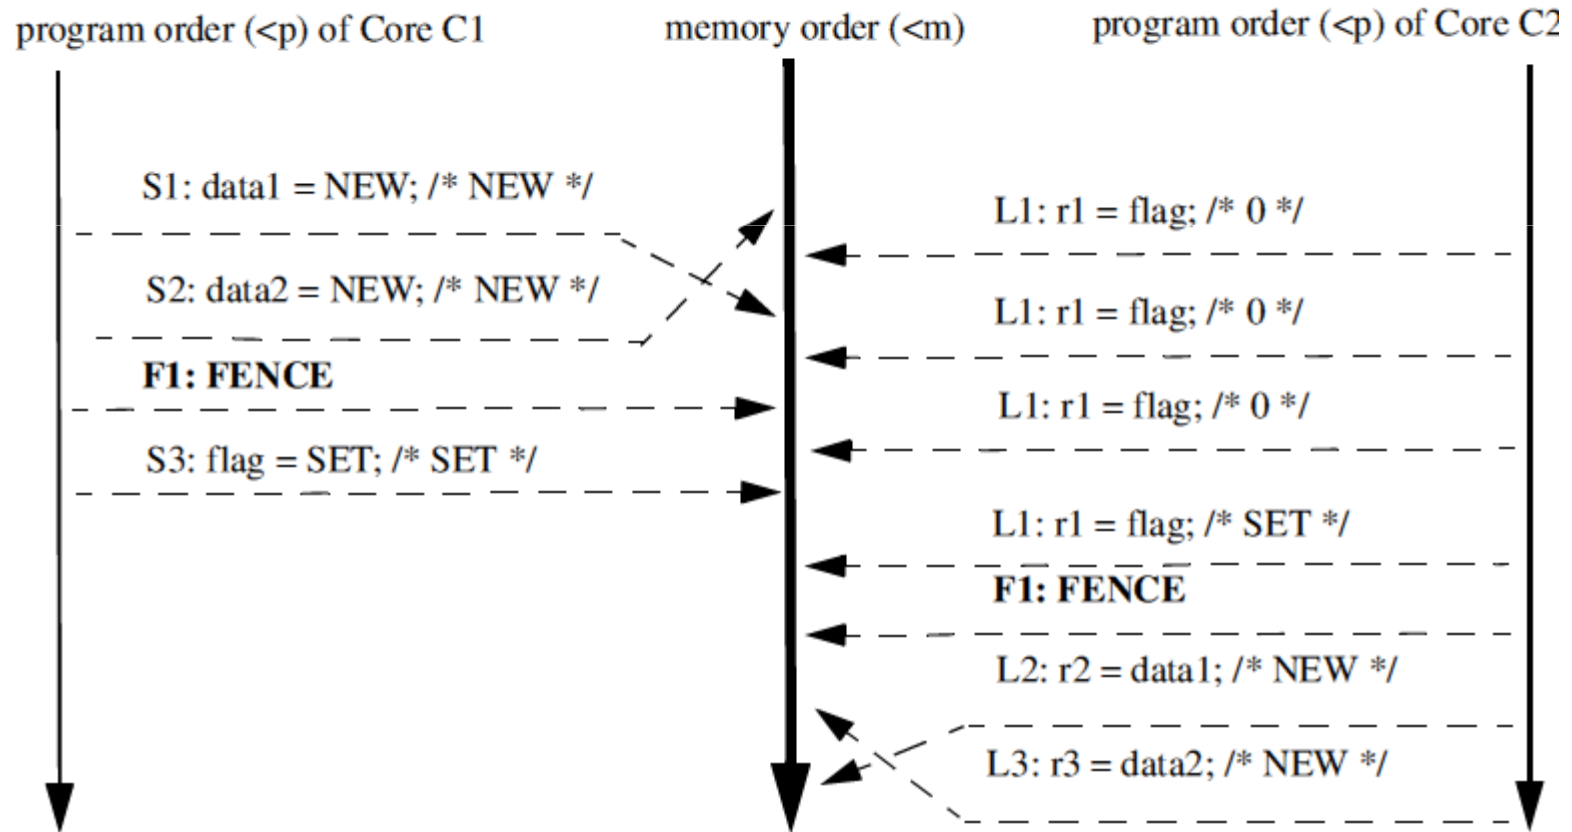 program order (<p) of Core C1
memory order (<m)
program order (<p) of Core C2
S1: data1 = NEW; /* NEW */
S2: data2 = NEW; /* NEW */
F1: FENCE
S3: flag = SET; /* SET */
L1: r1 = flag; /* 0 */
L1: r1 = flag; /* 0 */
L1: r1 = flag; /* 0 */
L1: r1 = flag; /* SET */
F1: FENCE
L2: r2 = data1; /* NEW */
L3: r3 = data2; /* NEW */